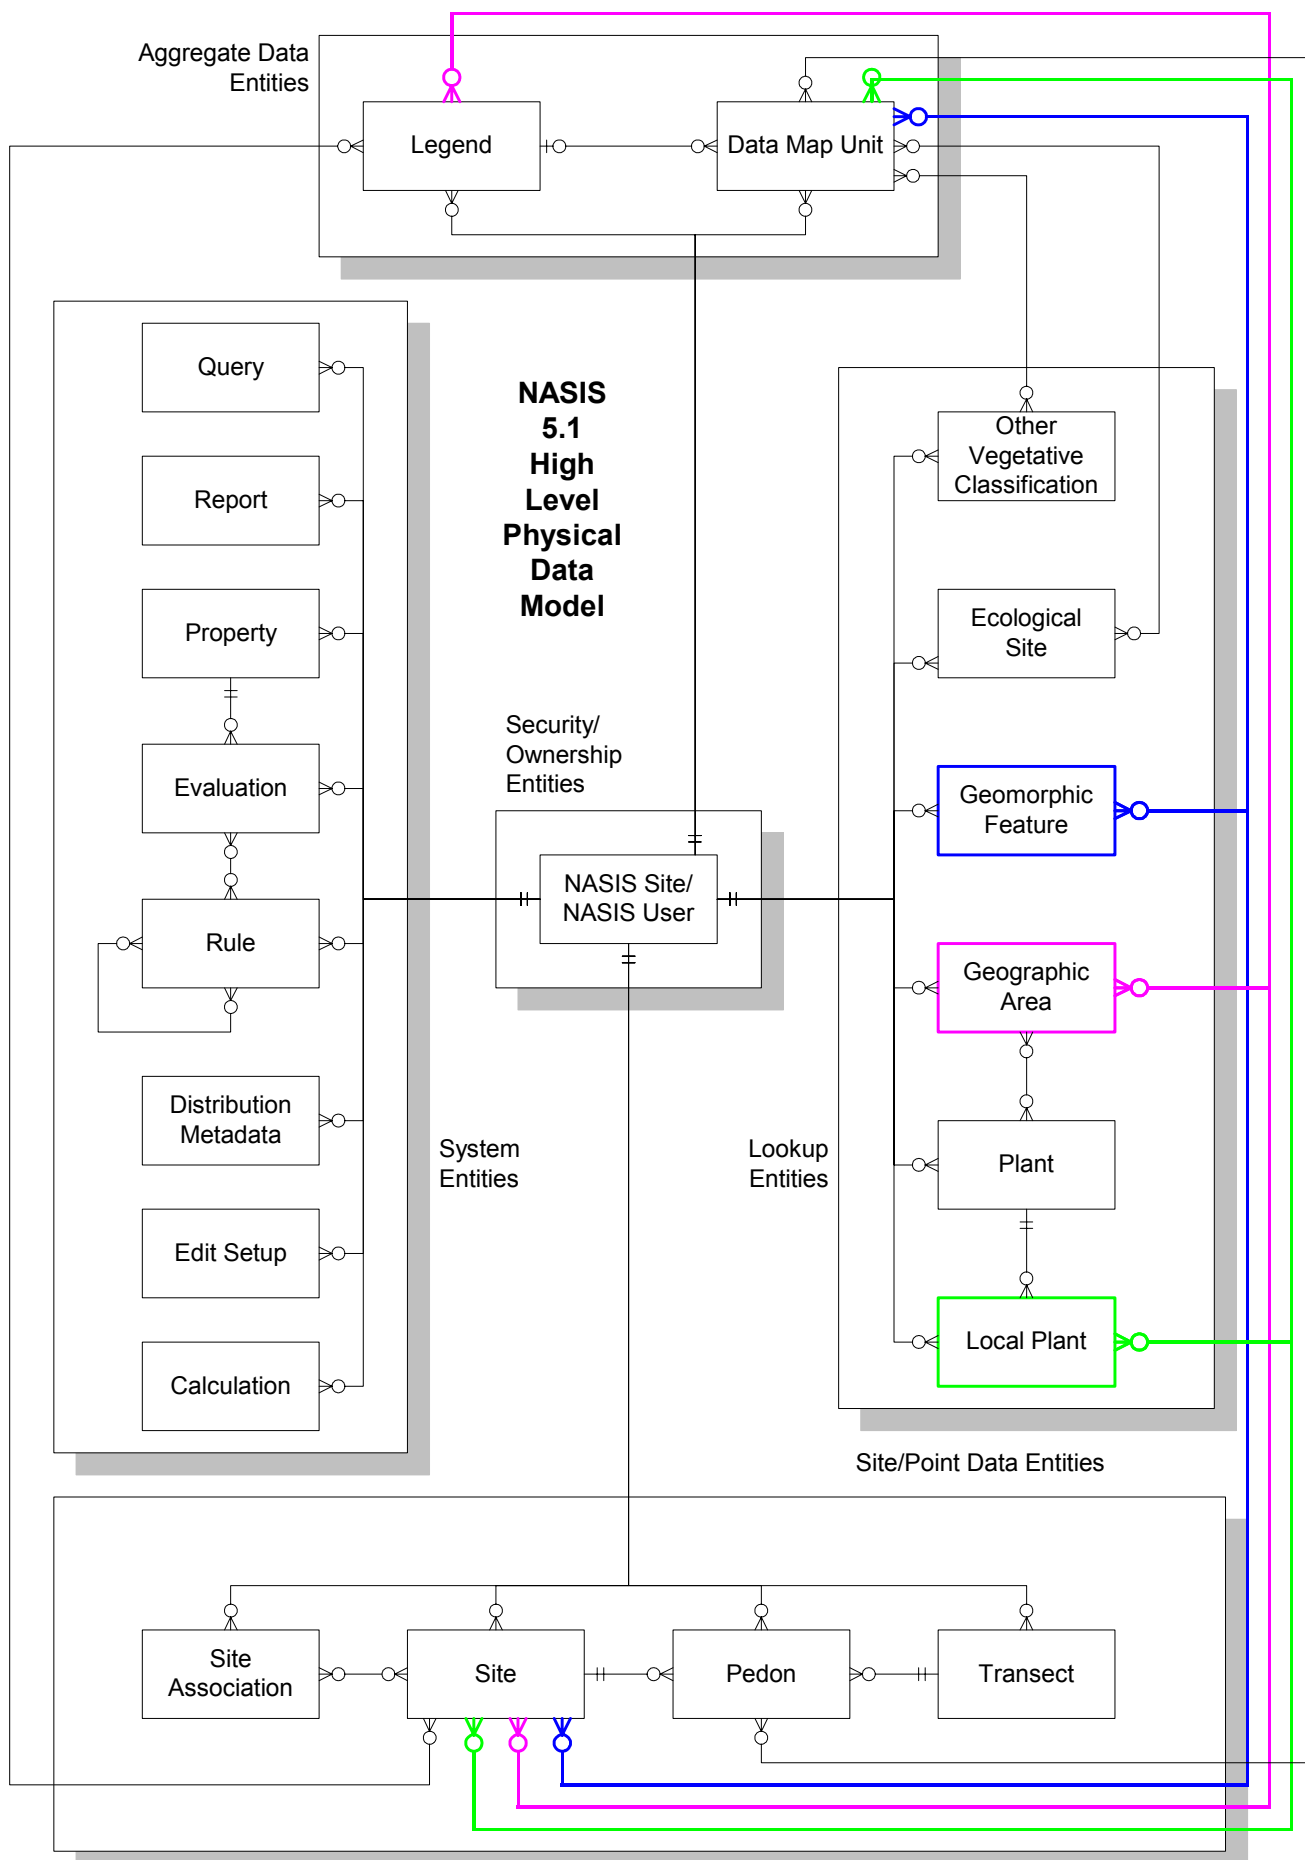 Aggregate Data
Entities
Legend
Data Map Unit
Query
Report
Property
Evaluation
Rule
Distribution
Metadata
Edit Setup
Calculation
System
Entities
NASIS
5.1
High
Level
Physical
Data
Model
Security/
Ownership
Entities
NASIS Site/
NASIS User
Other
Vegetative
Classification
Ecological
Site
Geomorphic
Feature
Geographic
Area
Plant
Local Plant
Lookup
Entities
Site/Point Data Entities
Site
Association
Site
Pedon
Transect